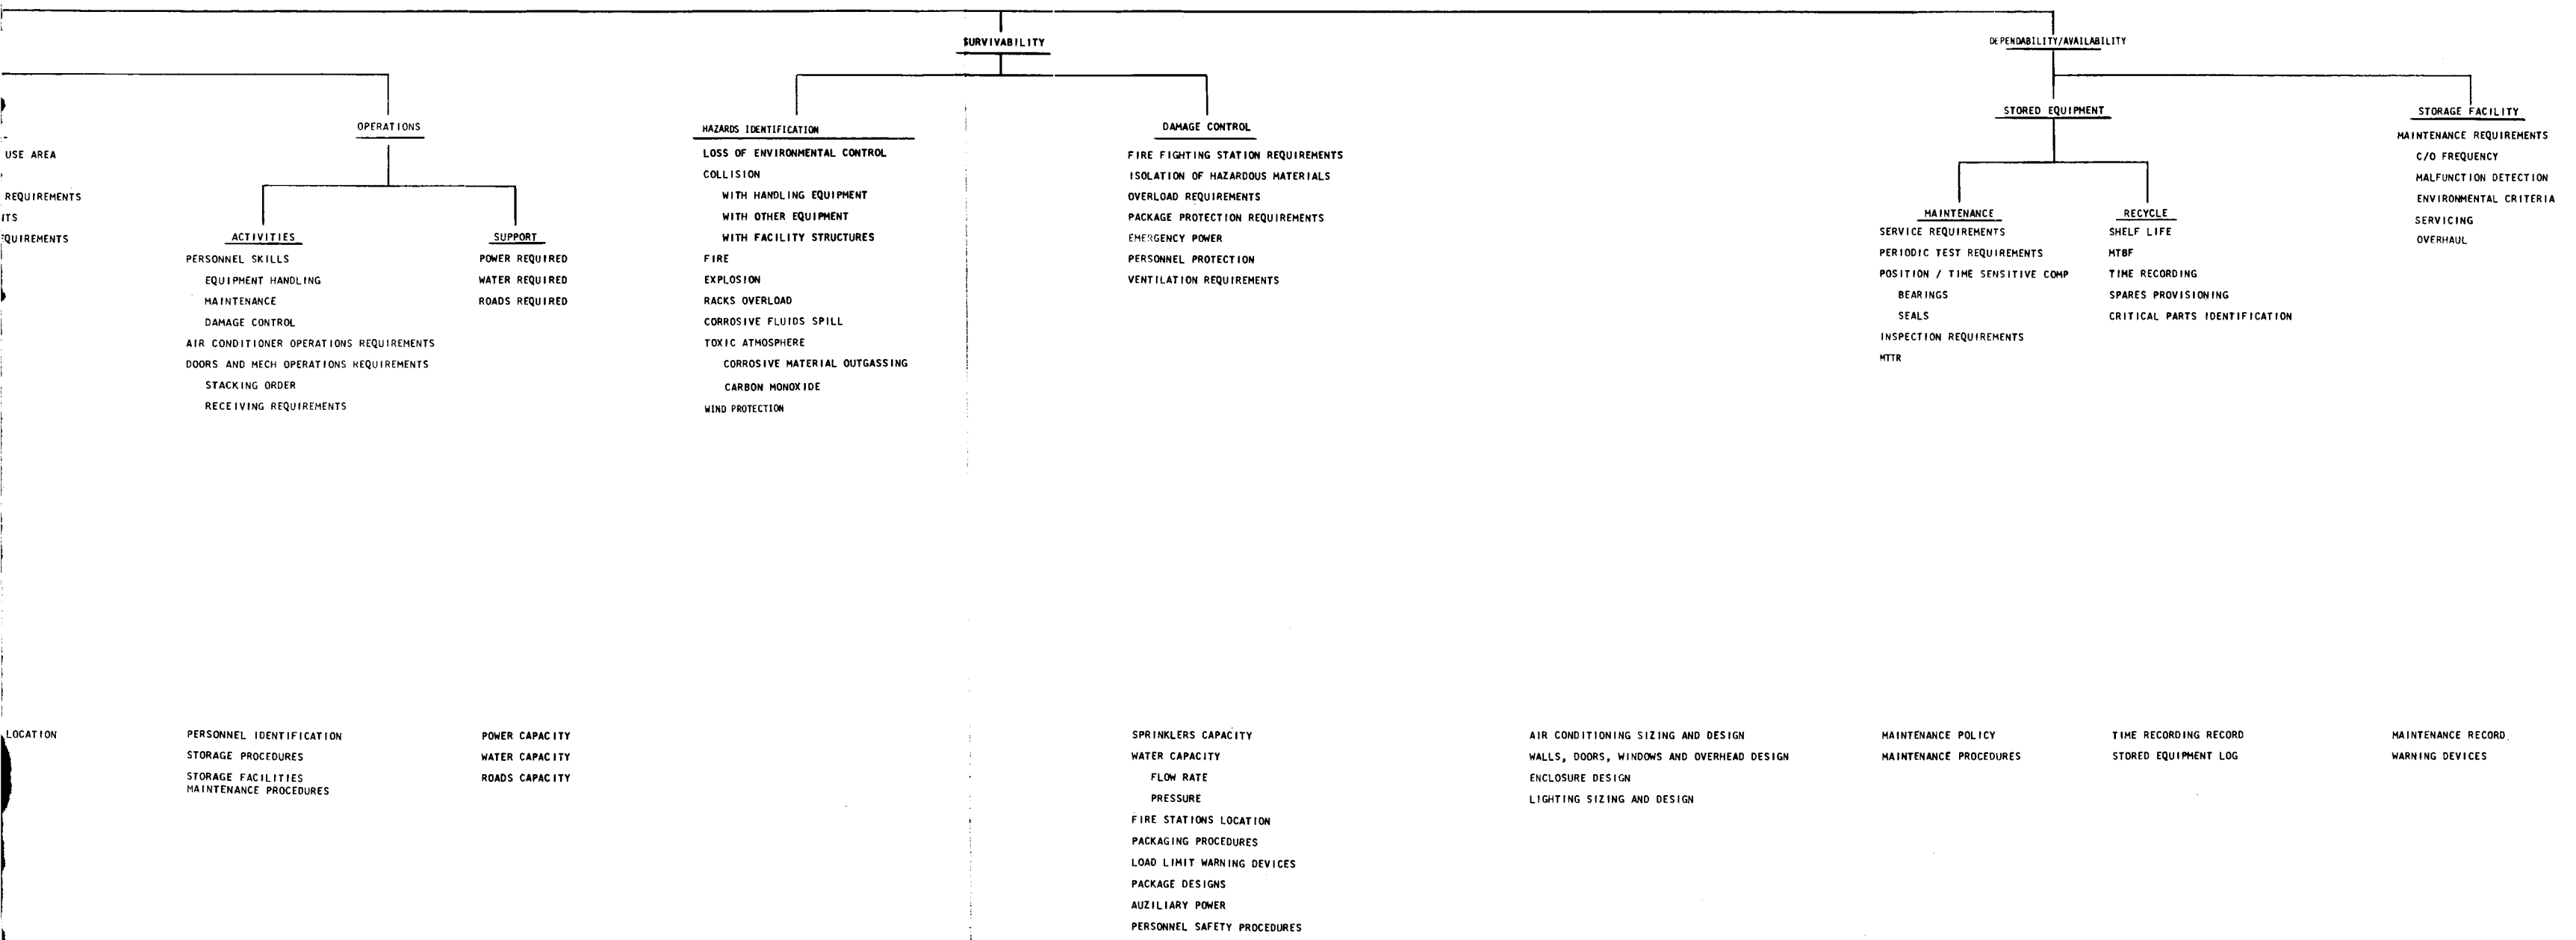 SURVIVABILITY
DEPENDABILITY/AVAILABILITY
USE AREA
REQUIREMENTS
OPERATIONS
ACTIVITIES
PERSONNEL SKILLS
EQUIPMENT HANDLING
MAINTENANCE
DAMAGE CONTROL
AIR CONDITIONER OPERATIONS REQUIREMENTS
DOORS AND MECH OPERATIONS REQUIREMENTS
STACKING ORDER
RECEIVING REQUIREMENTS
SUPPORT
POWER REQUIRED
WATER REQUIRED
ROADS REQUIRED
HAZARDS IDENTIFICATION
LOSS OF ENVIRONMENTAL CONTROL
COLLISION
WITH HANDLING EQUIPMENT
WITH OTHER EQUIPMENT
WITH FACILITY STRUCTURES
FIRE
EXPLOSION
RACKS OVERLOAD
CORROSIVE FLUIDS SPILL
TOXIC ATMOSPHERE
CORROSIVE MATERIAL OUTGASSING
CARBON MONOXIDE
WIND PROTECTION
DAMAGE CONTROL
FIRE FIGHTING STATION REQUIREMENTS
ISOLATION OF HAZARDOUS MATERIALS
OVERLOAD REQUIREMENTS
PACKAGE PROTECTION REQUIREMENTS
EMERGENCY POWER
PERSONNEL PROTECTION
VENTILATION REQUIREMENTS
STORED EQUIPMENT
MAINTENANCE
SERVICE REQUIREMENTS
PERIODIC TEST REQUIREMENTS
POSITION / TIME SENSITIVE COMP
BEARINGS
SEALS
INSPECTION REQUIREMENTS
MTTR
RECYCLE
SHELF LIFE
MTBF
TIME RECORDING
SPARES PROVISIONING
CRITICAL PARTS IDENTIFICATION
STORAGE FACILITY
MAINTENANCE REQUIREMENTS
C/O FREQUENCY
MALFUNCTION DETECTION
ENVIRONMENTAL CRITERIA
SERVICING
OVERHAUL
LOCATION
PERSONNEL IDENTIFICATION
STORAGE PROCEDURES
STORAGE FACILITIES
MAINTENANCE PROCEDURES
POWER CAPACITY
WATER CAPACITY
ROADS CAPACITY
SPRINKLERS CAPACITY
WATER CAPACITY
FLOW RATE
PRESSURE
FIRE STATIONS LOCATION
PACKAGING PROCEDURES
LOAD LIMIT WARNING DEVICES
PACKAGE DESIGNS
AUZILIARY POWER
PERSONNEL SAFETY PROCEDURES
AIR CONDITIONING SIZING AND DESIGN
WALLS, DOORS, WINDOWS AND OVERHEAD DESIGN
ENCLOSURE DESIGN
LIGHTING SIZING AND DESIGN
MAINTENANCE POLICY
MAINTENANCE PROCEDURES
TIME RECORDING RECORD
STORED EQUIPMENT LOG
MAINTENANCE RECORD
WARNING DEVICES